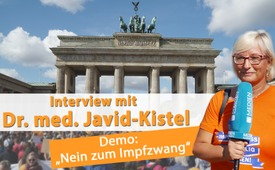 Interview mit
Dr. med. Javid-Kistel
Demo:
„Nein zum Impfzwang“